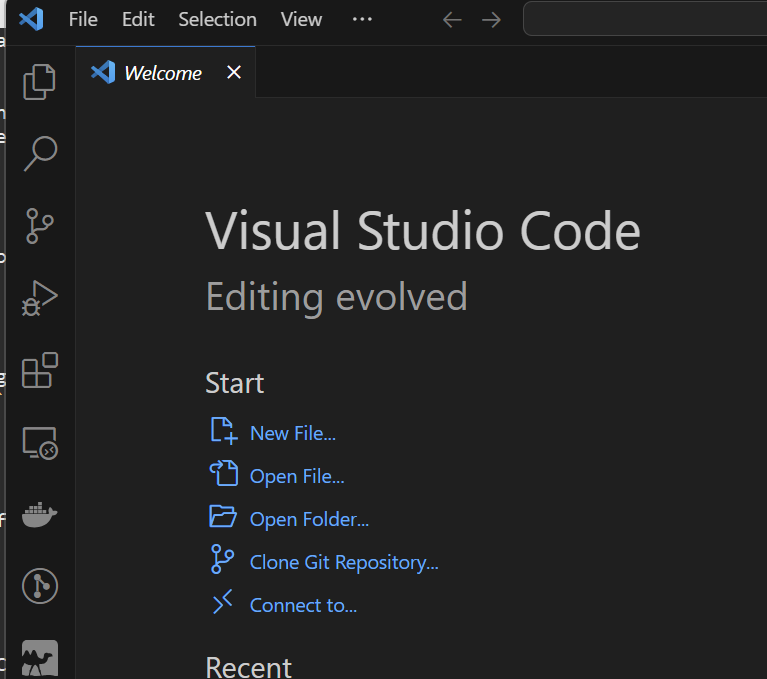 File Edit Selection View ···
Welcome
Visual Studio Code
Editing evolved
Start
New File...
Open File...
Open Folder...
Clone Git Repository...
Connect to...
Recent